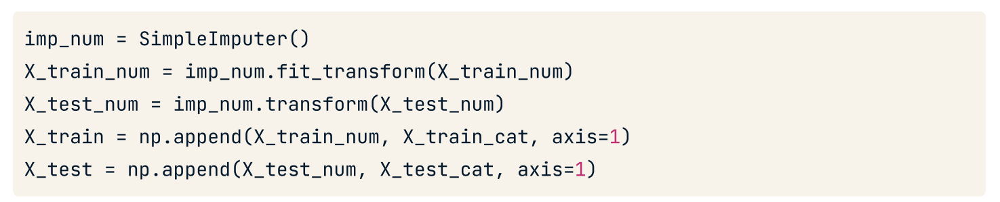 imp_num = SimpleImputer()
X_train_num = imp_num.fit_transform(X_train_num)
X_test_num = imp_num.transform(X_test_num)
X_train = np.append(X_train_num, X_train_cat, axis=1)
X_test = np.append(X_test_num, X_test_cat, axis=1)